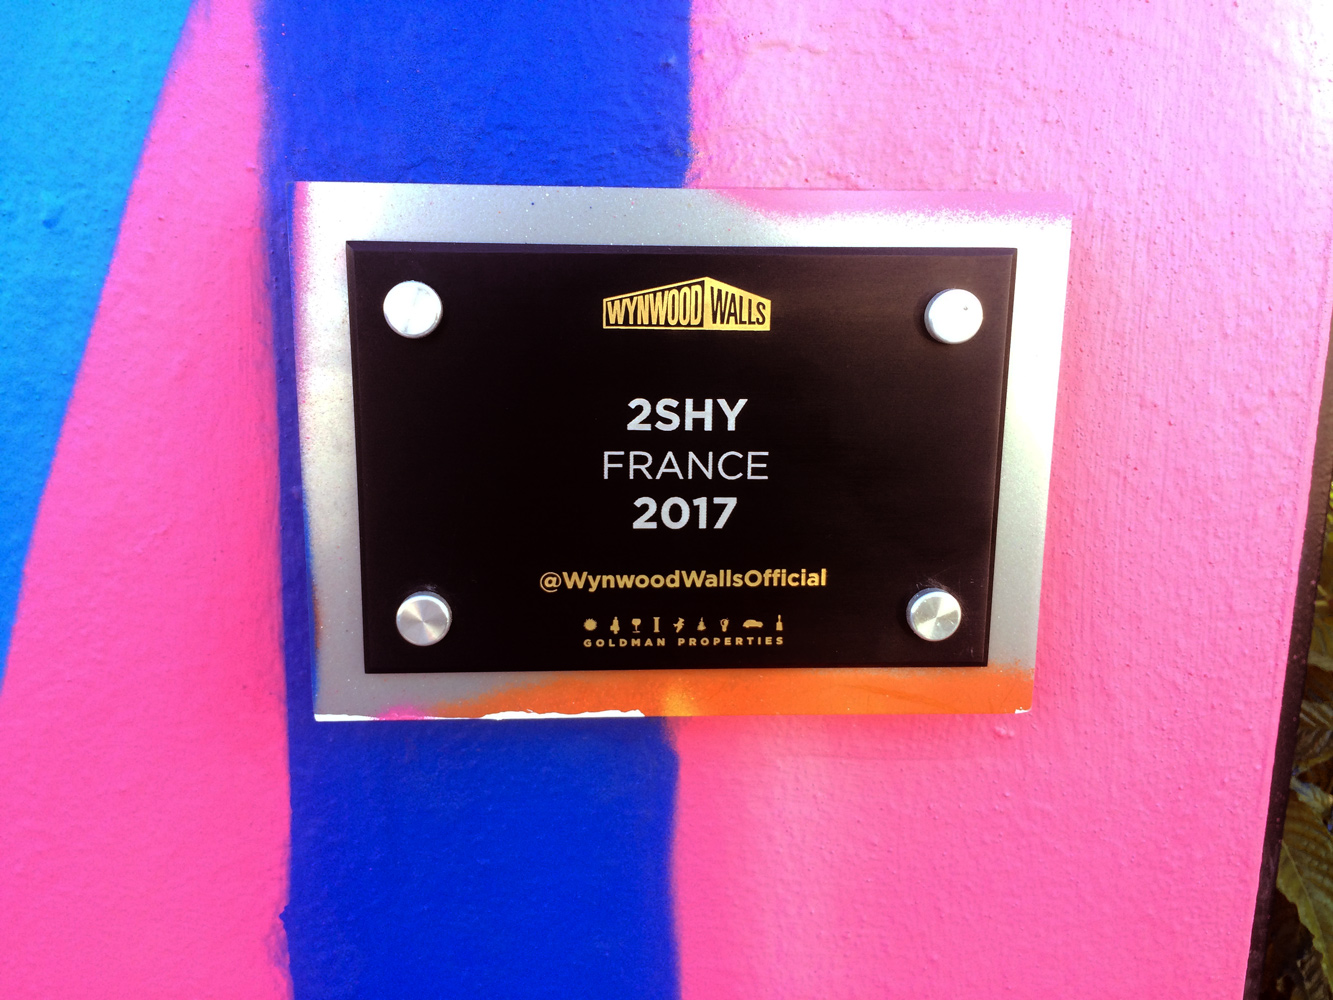 WYNWOOD WALLS
2SHY
FRANCE
2017
@WynwoodWallsOfficial
GOLDMAN PROPERTIES